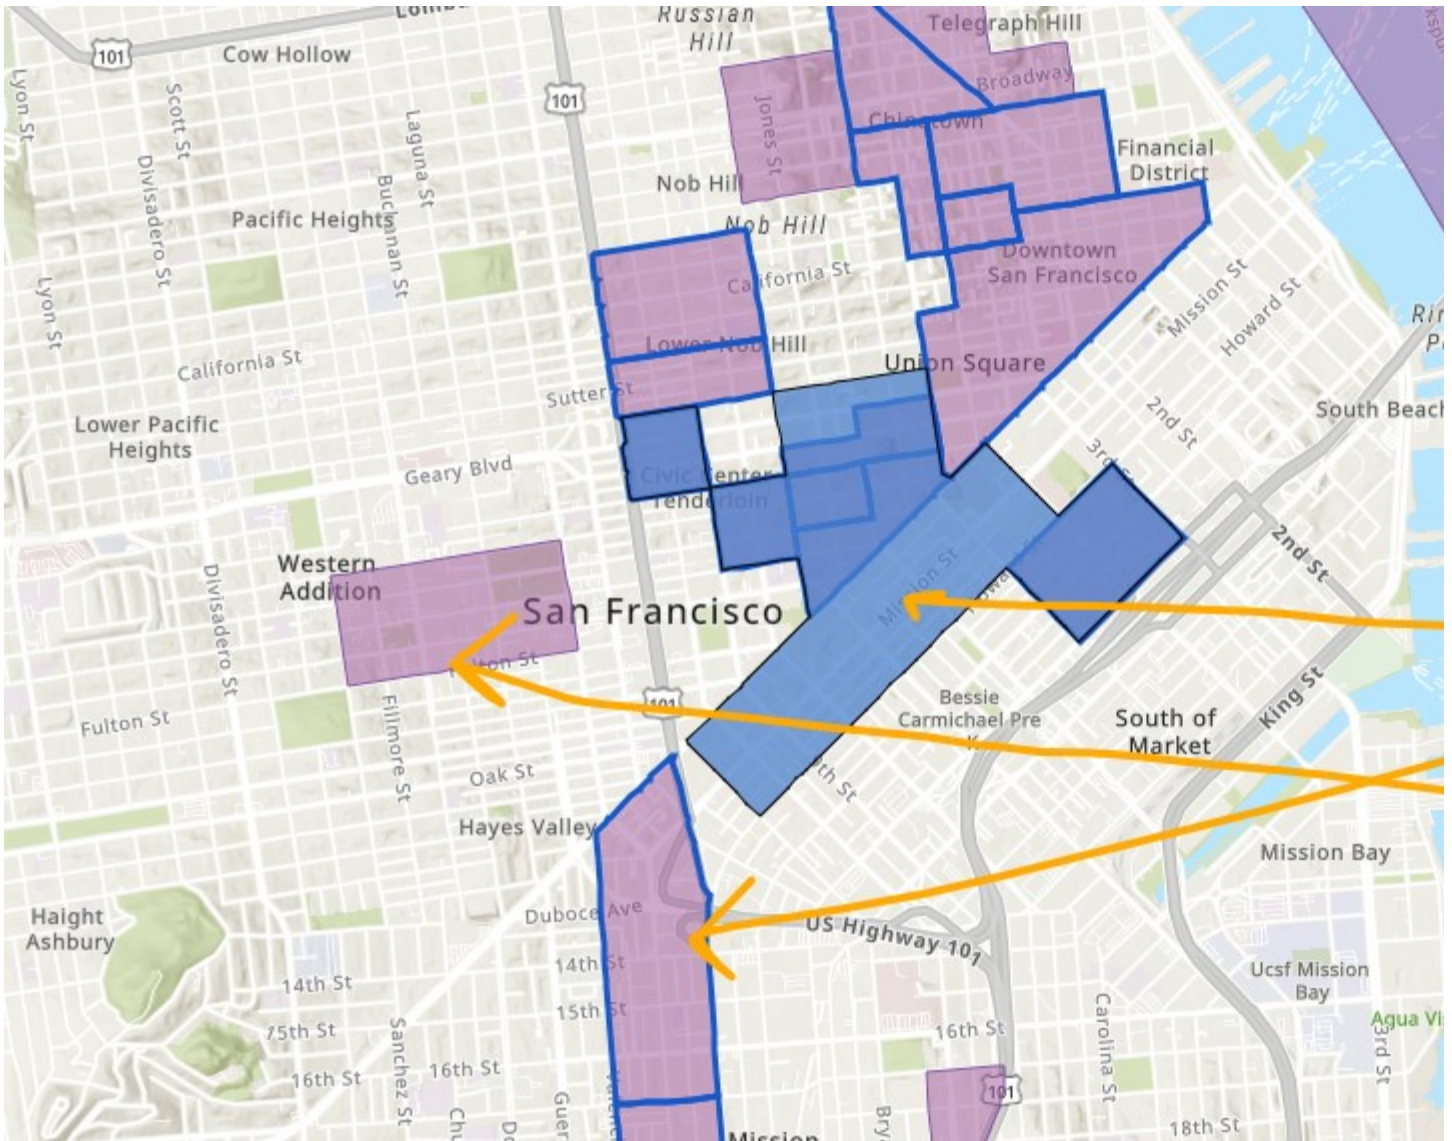 Lombard
Russian
Hill
Telegraph Hill
Cow Hollow
101
Broadway
Lyon St
Scott St
101
Jones St
Laguna St
Chinatown
Financial
District
Divisadero St
Buchanan St
Nob Hill
Pacific Heights
Nob Hill
Downtown
San Francisco
California St
Mission St
Howard St
Lyon St
Lower Nob Hill
Union Square
California St
Sutter St
2nd St
South Beach
Lower Pacific
Heights
3rd St
Geary Blvd
Civic Center
Tenderloin
2nd St
Western
Addition
Divisadero St
Mission St
San Francisco
Fulton St
101
King St
Bessie
Carmichael Pre
K
South of
Market
Fulton St
Fillmore St
Oak St
Hayes Valley
Mission Bay
Haight
Ashbury
Duboce Ave
US Highway 101
14th St
14th St
Ucsf Mission
Bay
15th St
15th St
16th St
Carolina St
Agua Vis
3rd St
Sanchez St
16th St
16th St
101
18th St
Mission